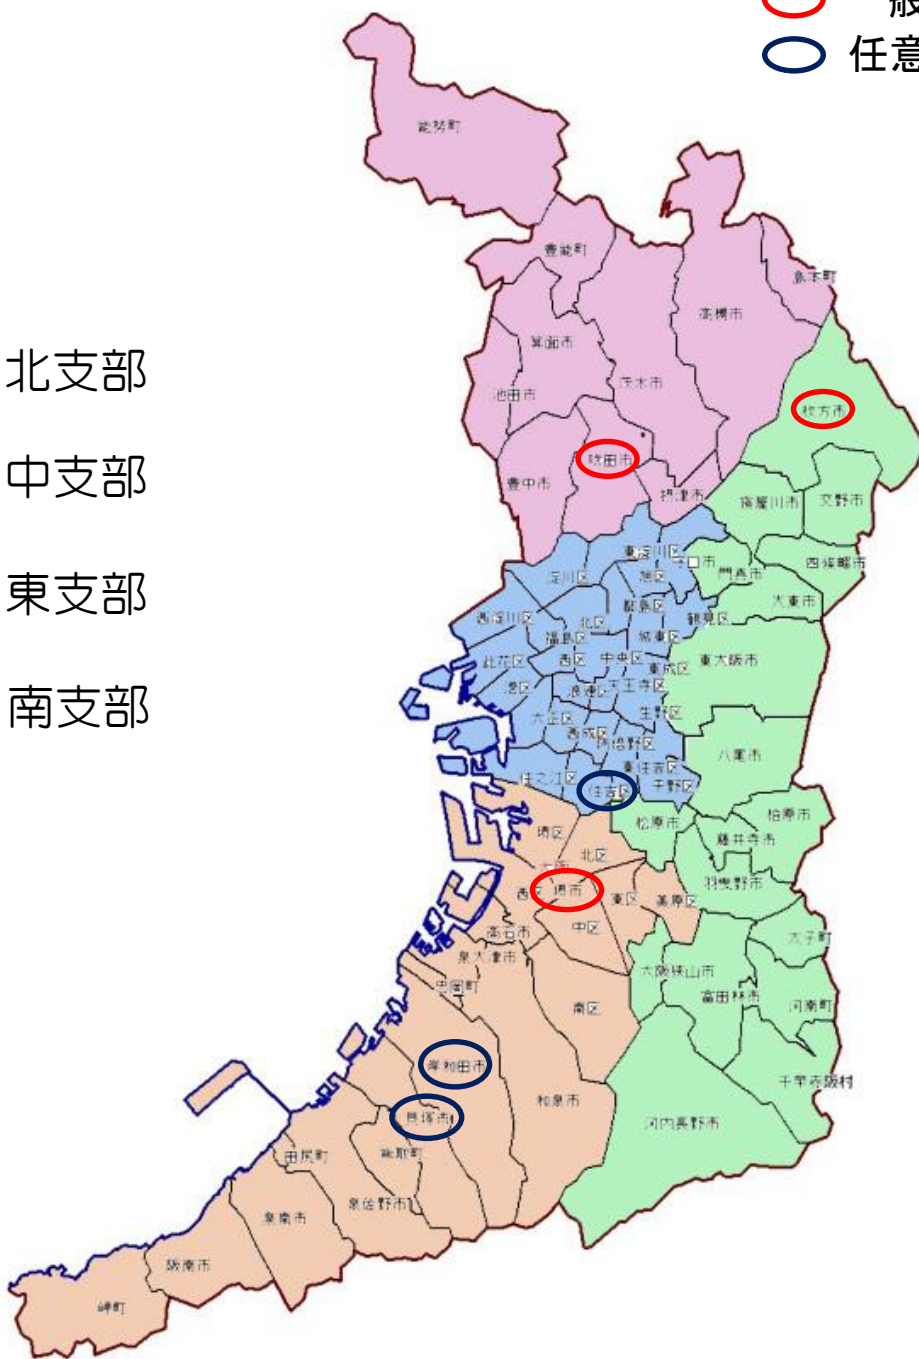 般
任意
能勢町
豊能町
島本町
高槻市
箕面市
茨木市
池田市
枚方市
吹田市
豊中市
摂津市
寝屋川市
交野市
東淀川区
守口市
門真市
四條畷市
淀川区
旭区
大東市
都島区
西淀川区
北区
鶴見区
福島区
城東区
此花区
西区
中央区
東成区
東大阪市
港区
浪速区
天王寺区
大正区
生野区
西成区
阿倍野区
八尾市
住之江区
東住吉区
住吉区
平野区
松原市
柏原市
藤井寺市
堺区
北区
羽曳野市
西区
堺市
東区
美原区
高石市
中区
太子町
泉大津市
大阪狭山市
忠岡町
富田林市
河南町
南区
岸和田市
千早赤阪村
和泉市
貝塚市
河内長野市
熊取町
田尻町
泉佐野市
泉南市
阪南市
岬町
北支部
中支部
東支部
南支部